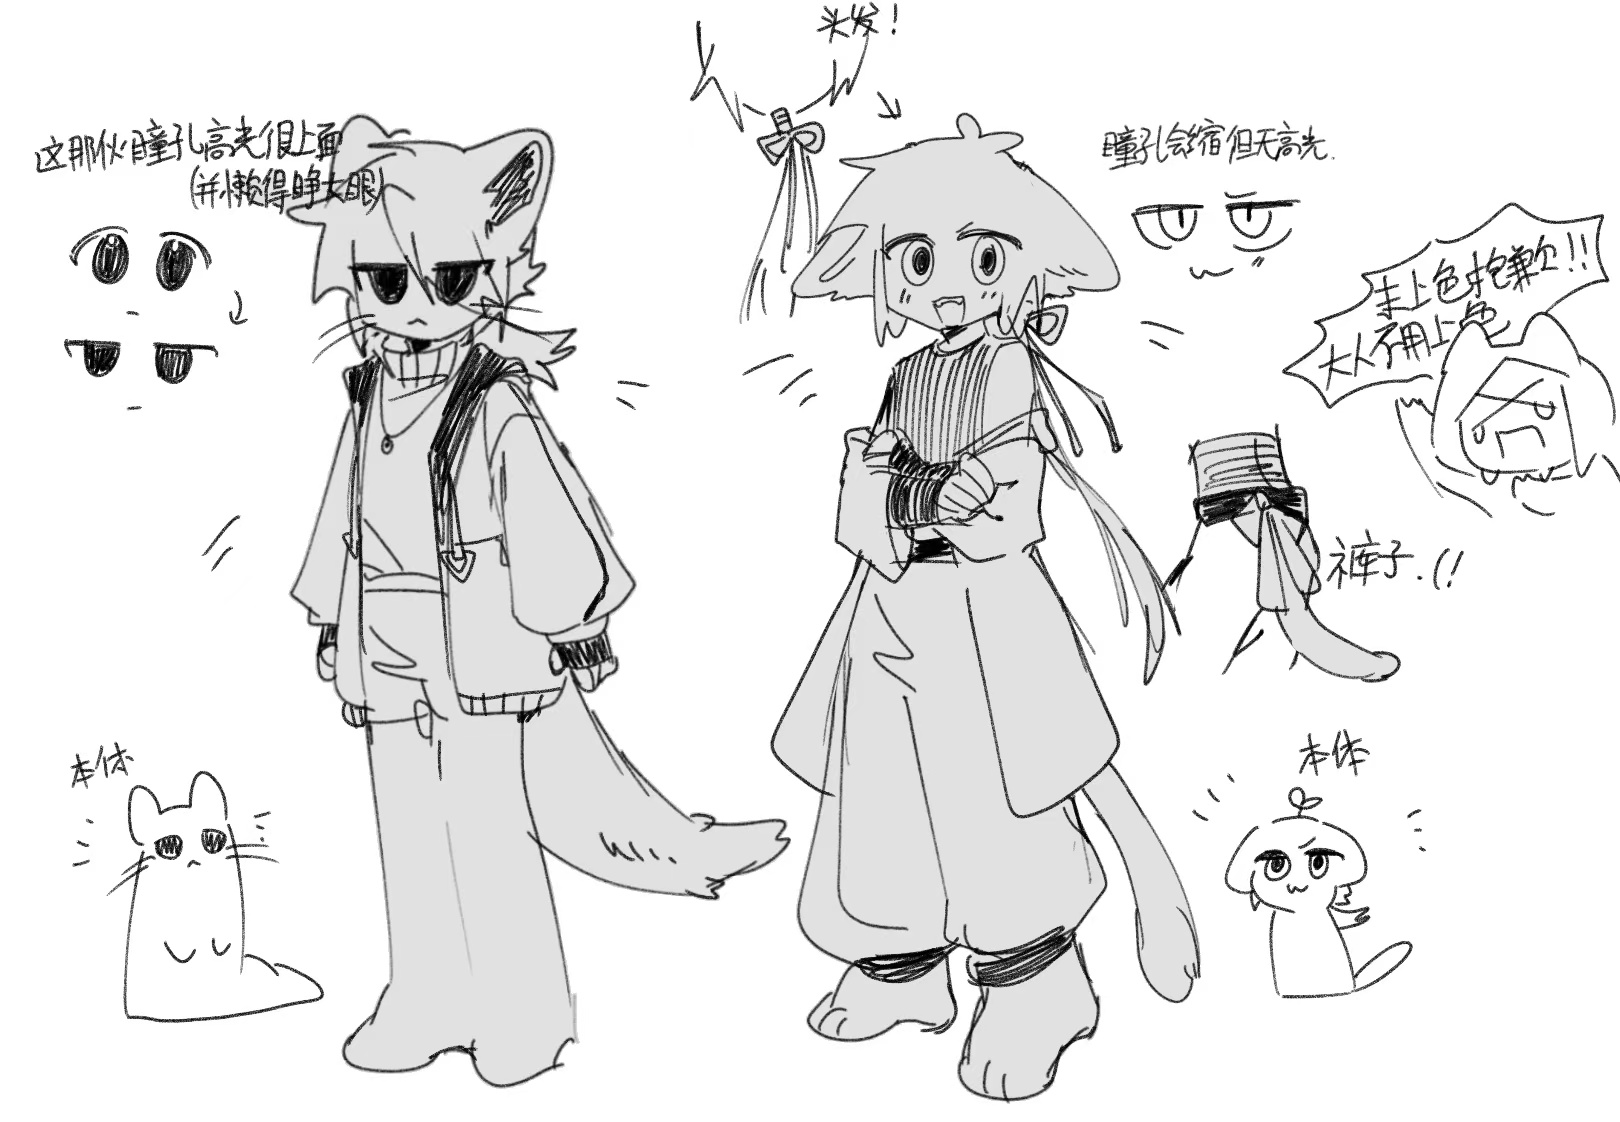 头发！
这那伙瞳孔高光很上面
(并懒得睁大眼)
瞳孔会缩但无高光.
上色抱歉!!
大人不用上色
裤子.(!
本体
本体